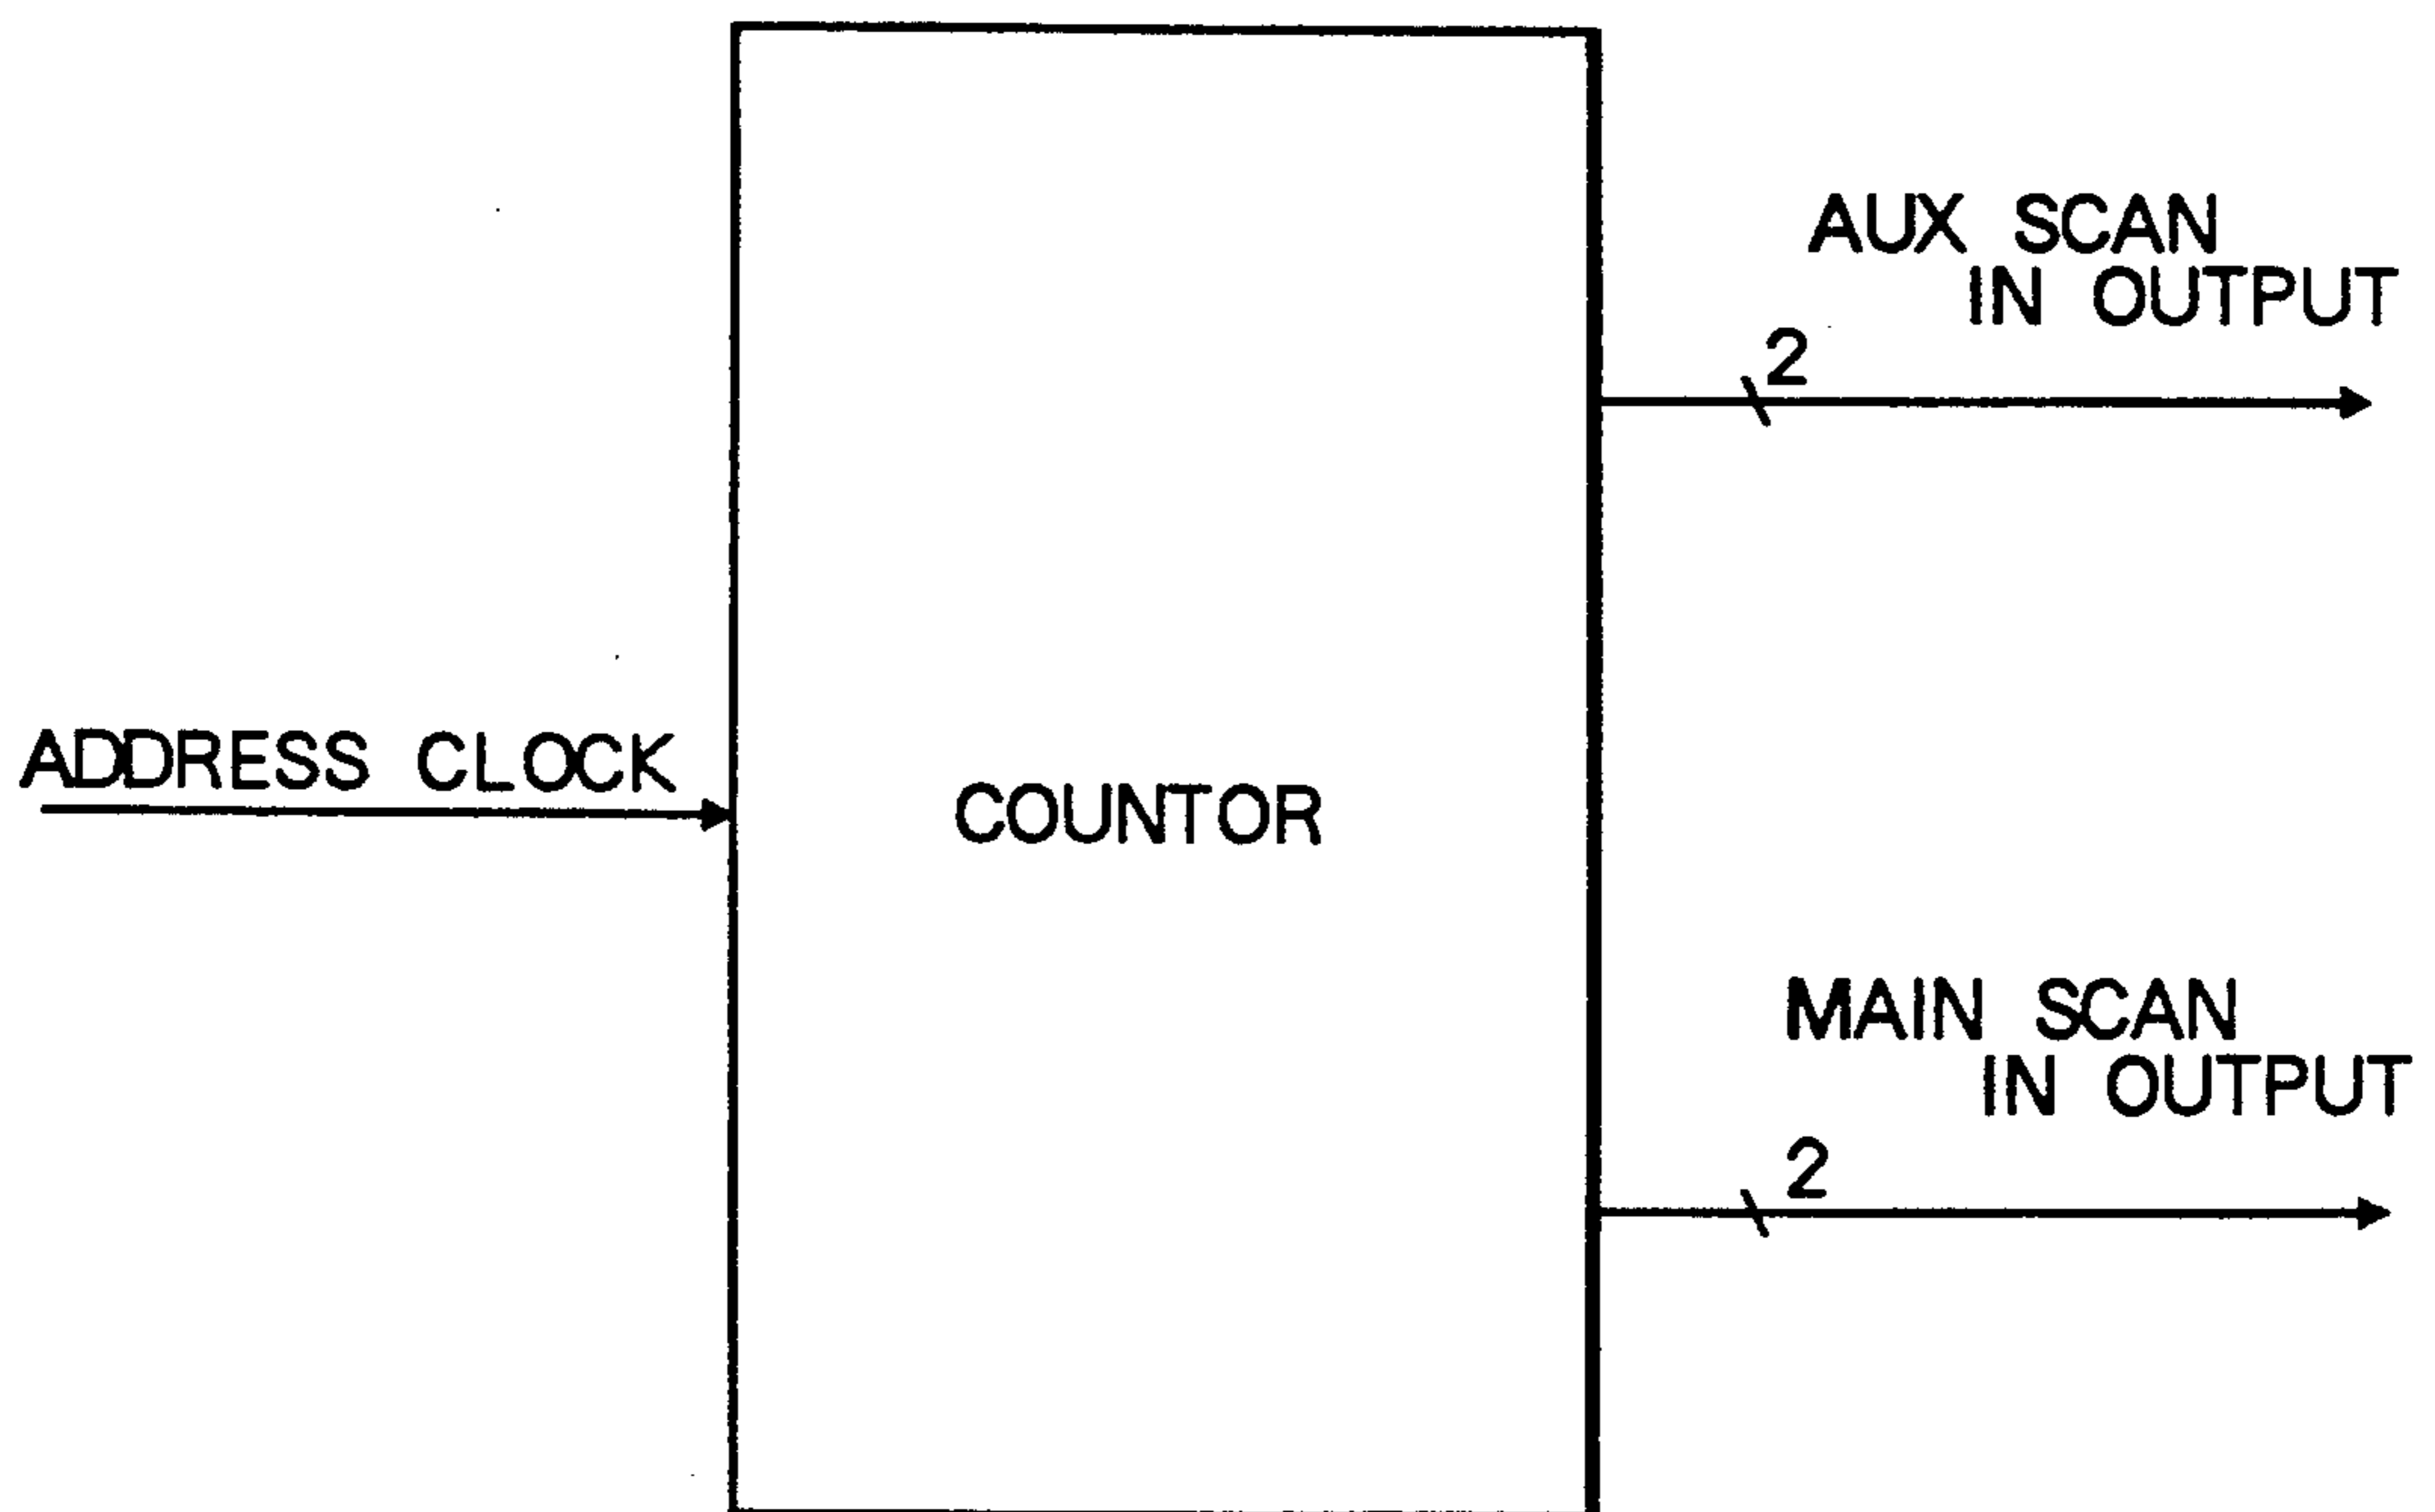 AUX SCAN
IN OUTPUT
2
ADDRESS CLOCK
COUNTOR
MAIN SCAN
IN OUTPUT
2